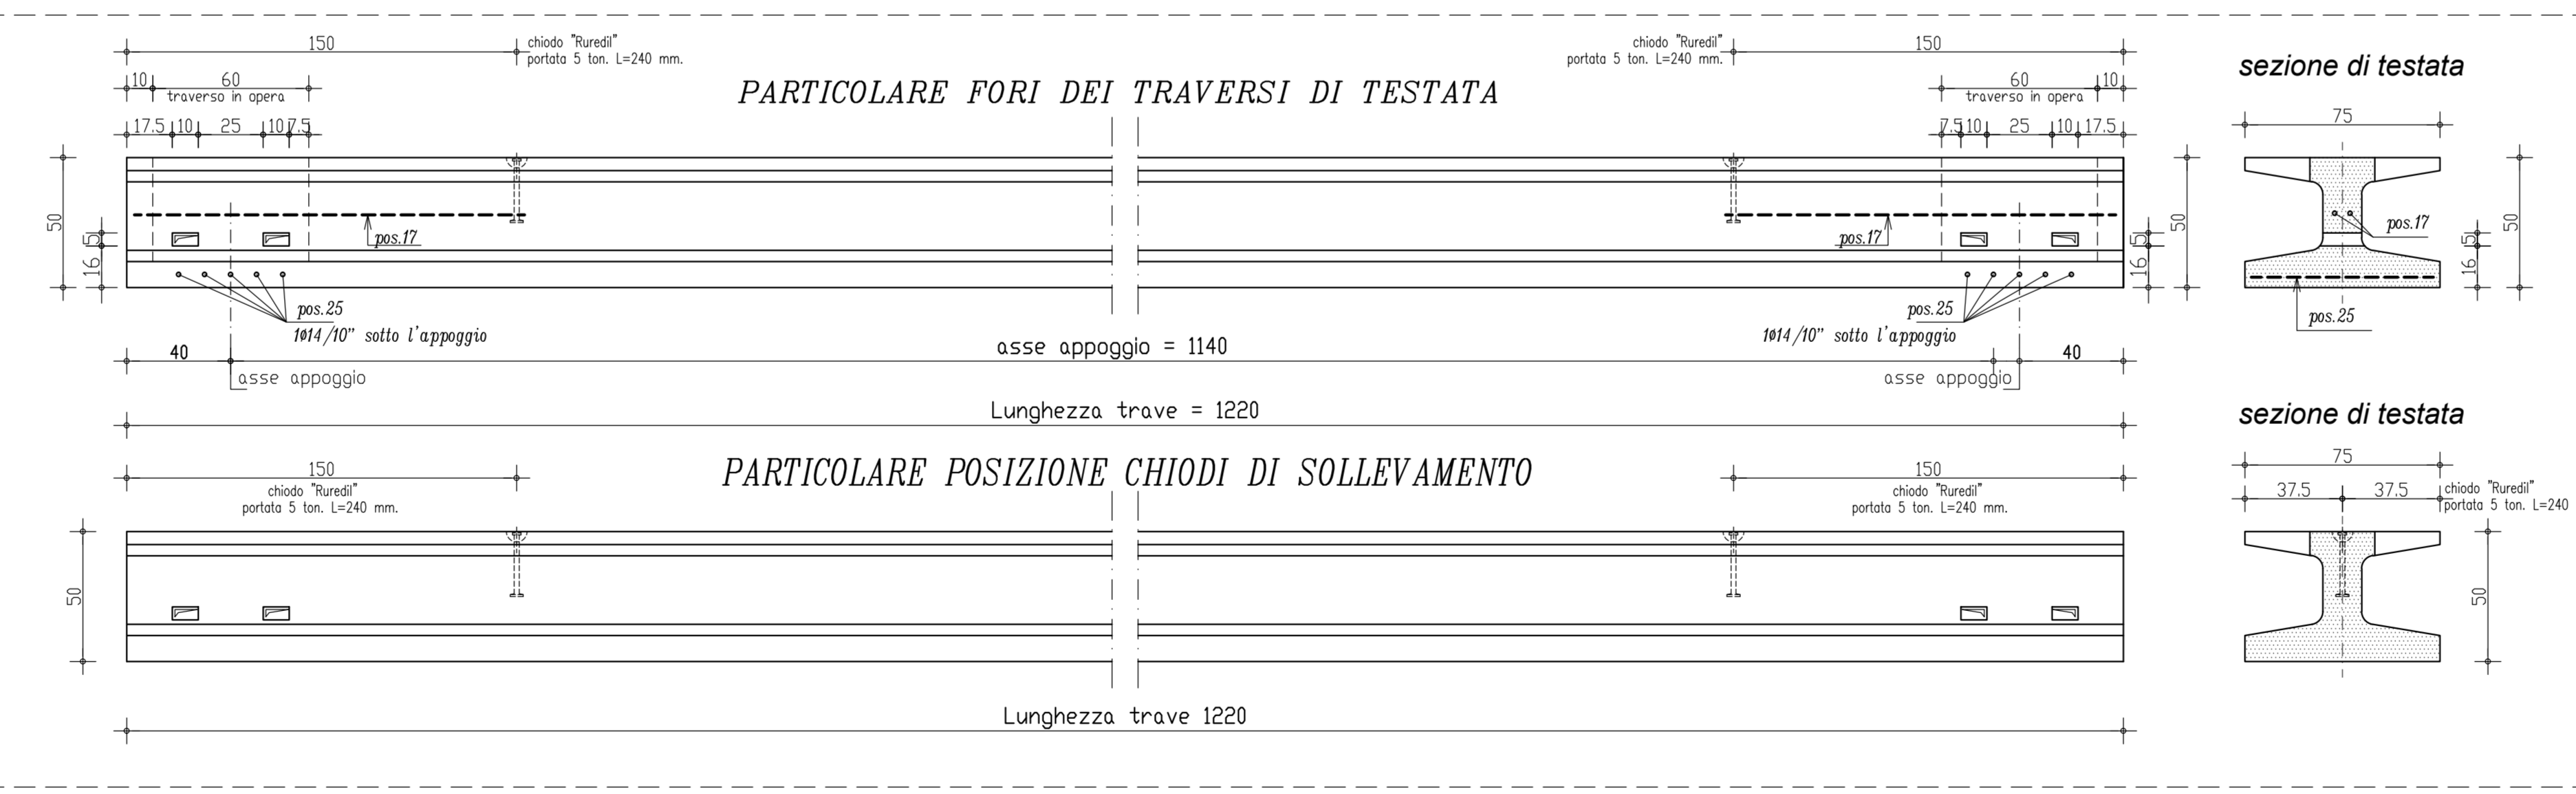 150
chiodo "Ruredil"
portata 5 ton. L=240 mm.
chiodo "Ruredil"
portata 5 ton. L=240 mm.
150
sezione di testata
10 60
traverso in opera
PARTICOLARE FORI DEI TRAVERSI DI TESTATA
60 10
traverso in opera
17.5 10 25 10 7.5
7.5 10 25 10 17.5
75
50
16 5
pos.17
pos.17
16 5
50
pos.17
16 5
50
pos.25
1ø14/10" sotto l'appoggio
pos.25
1ø14/10" sotto l'appoggio
pos.25
40
asse appoggio = 1140
40
asse appoggio
asse appoggio
Lunghezza trave = 1220
sezione di testata
150
chiodo "Ruredil"
portata 5 ton. L=240 mm.
PARTICOLARE POSIZIONE CHIODI DI SOLLEVAMENTO
150
chiodo "Ruredil"
portata 5 ton. L=240 mm.
75
37.5 37.5
chiodo "Ruredil"
portata 5 ton. L=240
50
50
Lunghezza trave 1220